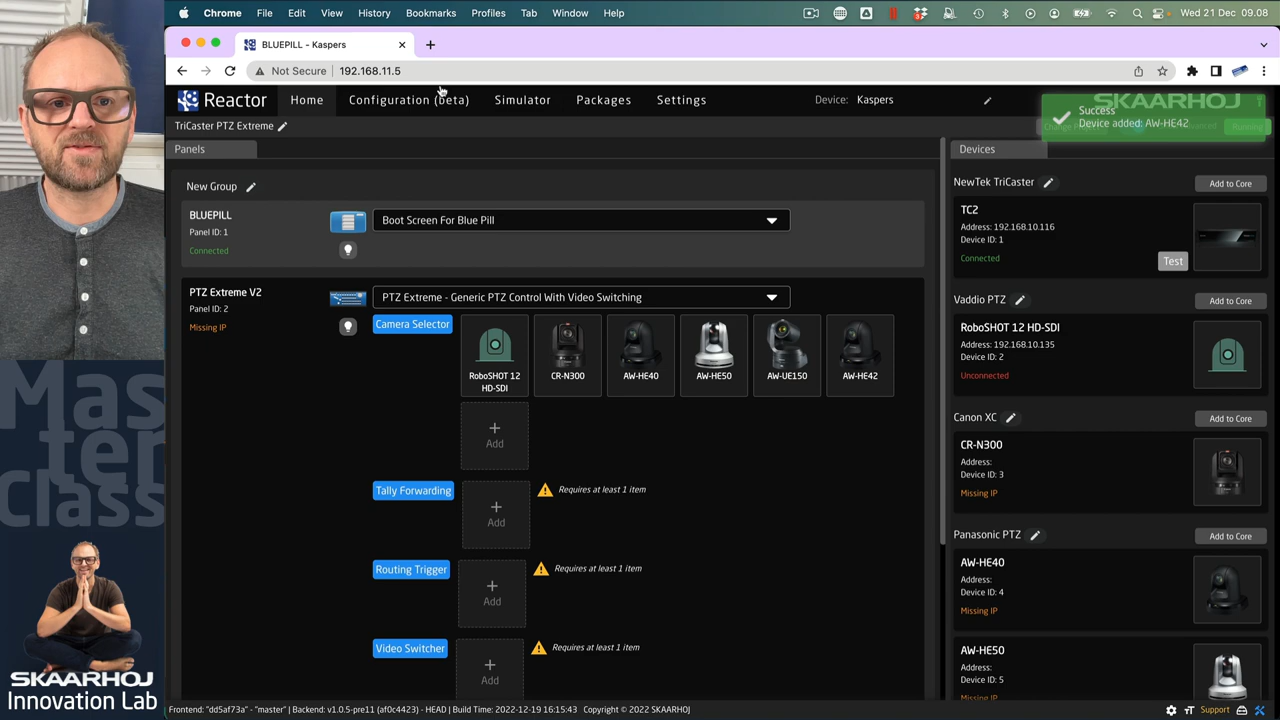 Chrome File Edit View History Bookmarks Profiles Tab Window Help Wed 21 Dec 09.08
BLUEPILL - Kaspers
Not Secure 192.168.11.5
Reactor Home Configuration (beta) Simulator Packages Settings Device: Kaspers
SKAARHOJ
Success
Device added: AW-HE42
Running
TriCaster PTZ Extreme
Panels
New Group
BLUEPILL
Panel ID: 1
Connected
Boot Screen For Blue Pill
PTZ Extreme V2
Panel ID: 2
Missing IP
PTZ Extreme - Generic PTZ Control With Video Switching
Camera Selector
RoboSHOT 12 HD-SDI
CR-N300
AW-HE40
AW-HE50
AW-UE150
AW-HE42
+
Add
Tally Forwarding
+
Add
Requires at least 1 item
Routing Trigger
+
Add
Requires at least 1 item
Video Switcher
+
Add
Requires at least 1 item
Devices
NewTek TriCaster
Add to Core
TC2
Address: 192.168.10.116
Device ID: 1
Connected
Test
Vaddio PTZ
Add to Core
RoboSHOT 12 HD-SDI
Address: 192.168.10.135
Device ID: 2
Unconnected
Canon XC
Add to Core
CR-N300
Address:
Device ID: 3
Missing IP
Panasonic PTZ
Add to Core
AW-HE40
Address:
Device ID: 4
Missing IP
AW-HE50
Address:
Device ID: 5
Missing IP
Frontend: "dd5af73a" - "master" | Backend: v1.0.5-pre11 (af0c4423) - HEAD | Build Time: 2022-12-19 16:15:43 Copyright © 2022 SKAARHOJ
Support
Mas
ter
Class
SKAARHOJ
Innovation Lab